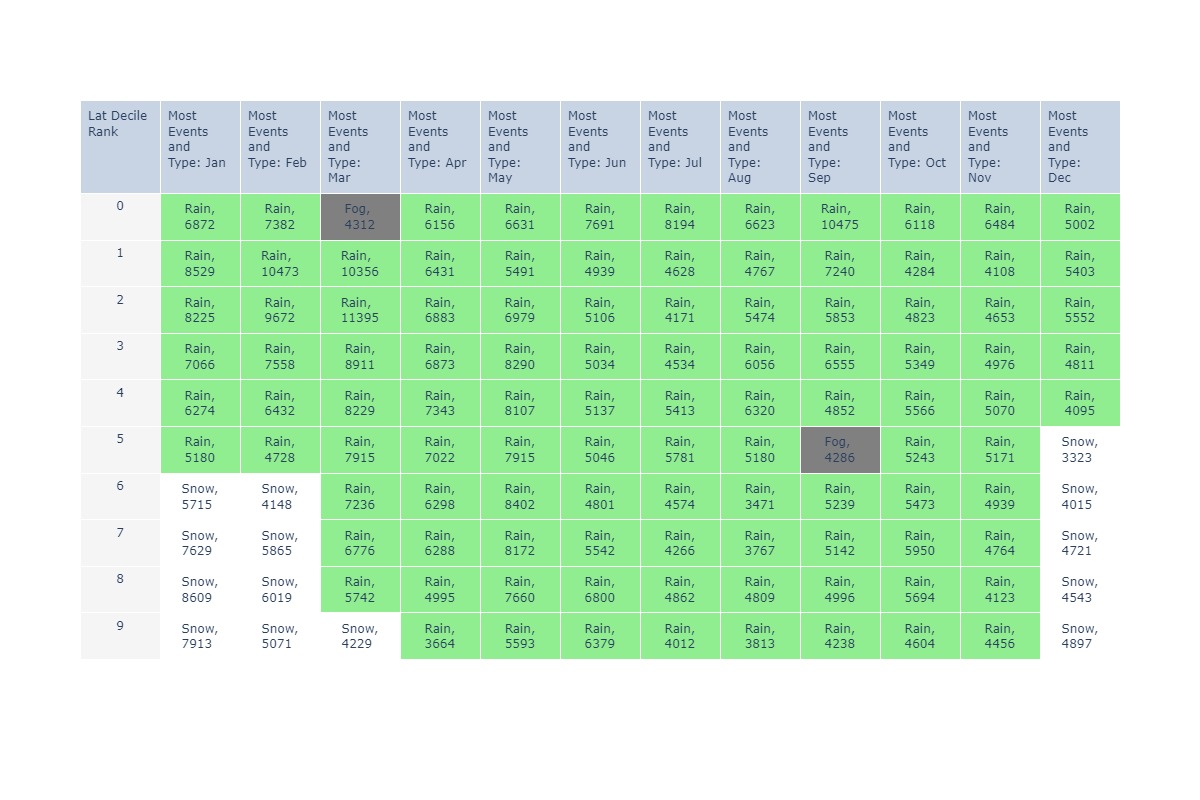 Lat Decile Rank | Most Events and Type: Jan | Most Events and Type: Feb | Most Events and Type: Mar | Most Events and Type: Apr | Most Events and Type: May | Most Events and Type: Jun | Most Events and Type: Jul | Most Events and Type: Aug | Most Events and Type: Sep | Most Events and Type: Oct | Most Events and Type: Nov | Most Events and Type: Dec
0 | Rain, 6872 | Rain, 7382 | Fog, 4312 | Rain, 6156 | Rain, 6631 | Rain, 7691 | Rain, 8194 | Rain, 6623 | Rain, 10475 | Rain, 6118 | Rain, 6484 | Rain, 5002
1 | Rain, 8529 | Rain, 10473 | Rain, 10356 | Rain, 6431 | Rain, 5491 | Rain, 4939 | Rain, 4628 | Rain, 4767 | Rain, 7240 | Rain, 4284 | Rain, 4108 | Rain, 5403
2 | Rain, 8225 | Rain, 9672 | Rain, 11395 | Rain, 6883 | Rain, 6979 | Rain, 5106 | Rain, 4171 | Rain, 5474 | Rain, 5853 | Rain, 4823 | Rain, 4653 | Rain, 5552
3 | Rain, 7066 | Rain, 7558 | Rain, 8911 | Rain, 6873 | Rain, 8290 | Rain, 5034 | Rain, 4534 | Rain, 6056 | Rain, 6555 | Rain, 5349 | Rain, 4976 | Rain, 4811
4 | Rain, 6274 | Rain, 6432 | Rain, 8229 | Rain, 7343 | Rain, 8107 | Rain, 5137 | Rain, 5413 | Rain, 6320 | Rain, 4852 | Rain, 5566 | Rain, 5070 | Rain, 4095
5 | Rain, 5180 | Rain, 4728 | Rain, 7915 | Rain, 7022 | Rain, 7915 | Rain, 5046 | Rain, 5781 | Rain, 5180 | Fog, 4286 | Rain, 5243 | Rain, 5171 | Snow, 3323
6 | Snow, 5715 | Snow, 4148 | Rain, 7236 | Rain, 6298 | Rain, 8402 | Rain, 4801 | Rain, 4574 | Rain, 3471 | Rain, 5239 | Rain, 5473 | Rain, 4939 | Snow, 4015
7 | Snow, 7629 | Snow, 5865 | Rain, 6776 | Rain, 6288 | Rain, 8172 | Rain, 5542 | Rain, 4266 | Rain, 3767 | Rain, 5142 | Rain, 5950 | Rain, 4764 | Snow, 4721
8 | Snow, 8609 | Snow, 6019 | Rain, 5742 | Rain, 4995 | Rain, 7660 | Rain, 6800 | Rain, 4862 | Rain, 4809 | Rain, 4996 | Rain, 5694 | Rain, 4123 | Snow, 4543
9 | Snow, 7913 | Snow, 5071 | Snow, 4229 | Rain, 3664 | Rain, 5593 | Rain, 6379 | Rain, 4012 | Rain, 3813 | Rain, 4238 | Rain, 4604 | Rain, 4456 | Snow, 4897